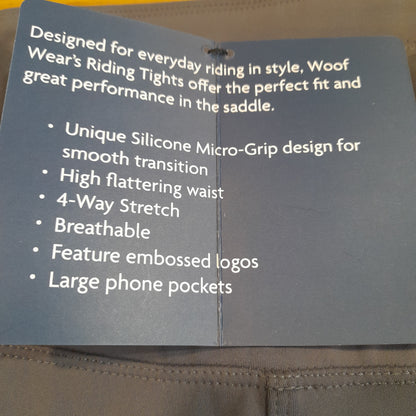 Designed for everyday riding in style, Woof
Wear's Riding Tights offer the perfect fit and
great performance in the saddle.
• Unique Silicone Micro-Grip design for
smooth transition
• High flattering waist
• 4-Way Stretch
• Breathable
• Feature embossed logos
• Large phone pockets